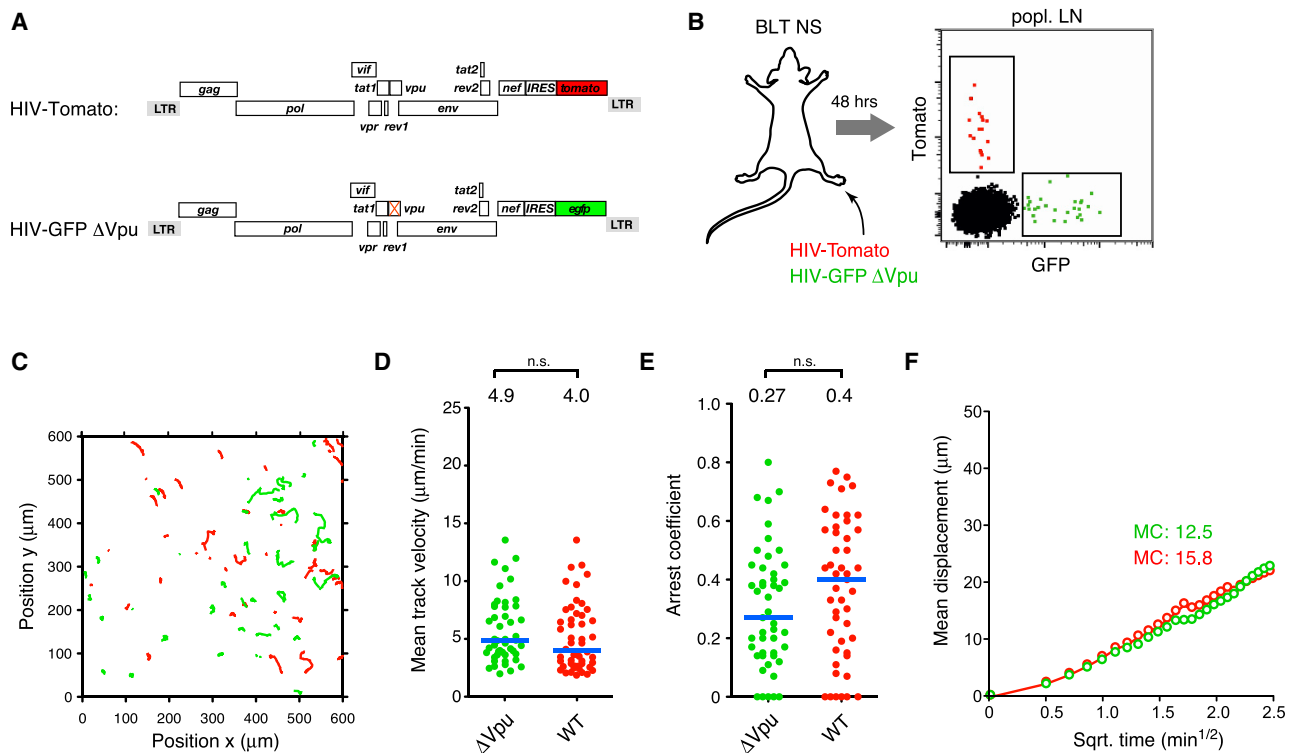 A
HIV-Tomato:
LTR
gag
pol
vif
tat1
vpu
vpr
rev1
tat2
rev2
env
nef
IRES
tomato
LTR
HIV-GFP ΔVpu
LTR
gag
pol
vif
tat1
vpu
vpr
rev1
tat2
rev2
env
nef
IRES
egfp
LTR
B
BLT NS
48 hrs
HIV-Tomato
HIV-GFP ΔVpu
popl. LN
Tomato
GFP
C
Position y (μm)
600
500
400
300
200
100
0
0 100 200 300 400 500 600
Position x (μm)
D
n.s.
4.9 4.0
Mean track velocity (μm/min)
25
20
15
10
5
0
ΔVpu WT
E
n.s.
0.27 0.4
Arrest coefficient
1.0
0.8
0.6
0.4
0.2
0
ΔVpu WT
F
Mean displacement (μm)
50
40
30
20
10
0
MC: 12.5
MC: 15.8
0 0.5 1.0 1.5 2.0 2.5
Sqrt. time (min1/2)